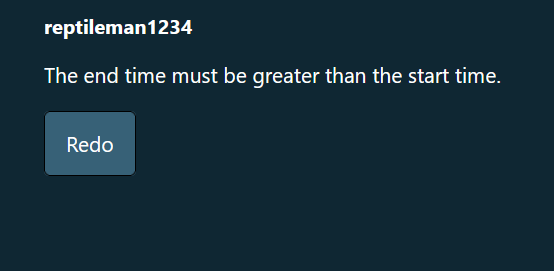 reptileman1234
The end time must be greater than the start time.
Redo